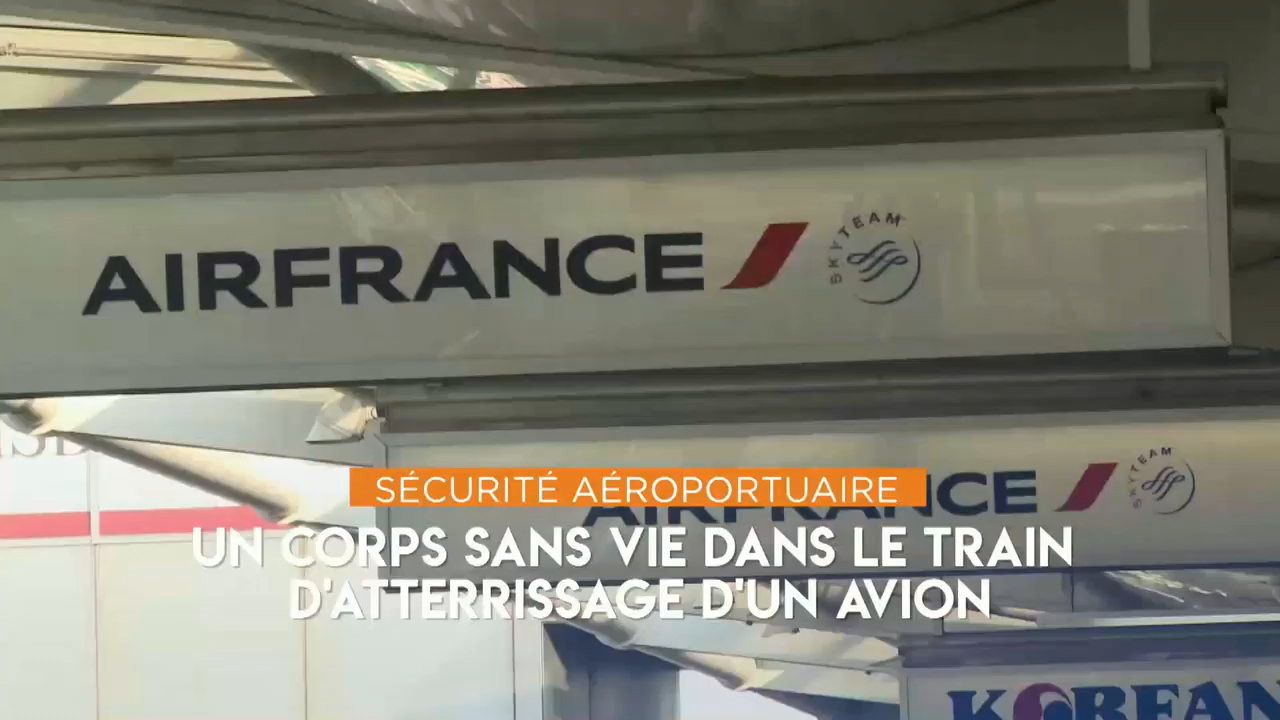 AIRFRANCE
SKYTEAM
SÉCURITÉ AÉROPORTUAIRE
AIRFRANCE
SKYTEAM
UN CORPS SANS VIE DANS LE TRAIN
D'ATTERRISSAGE D'UN AVION
KOREAN